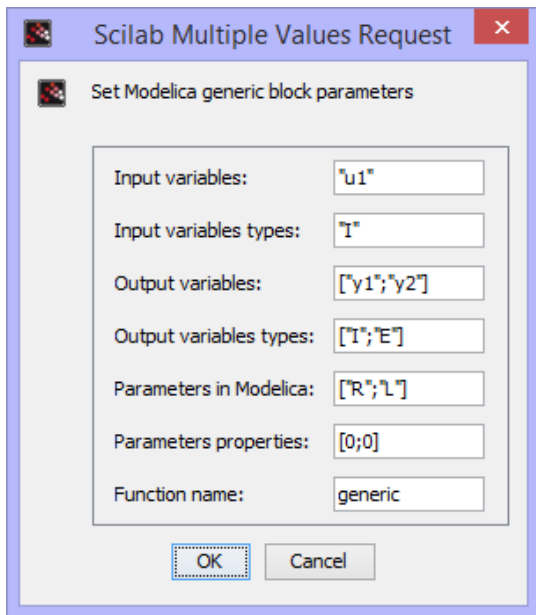 Scilab Multiple Values Request
Set Modelica generic block parameters
Input variables: "u1"
Input variables types: "I"
Output variables: ["y1";"y2"]
Output variables types: ["I";"E"]
Parameters in Modelica: ["R";"L"]
Parameters properties: [0;0]
Function name: generic
OK Cancel